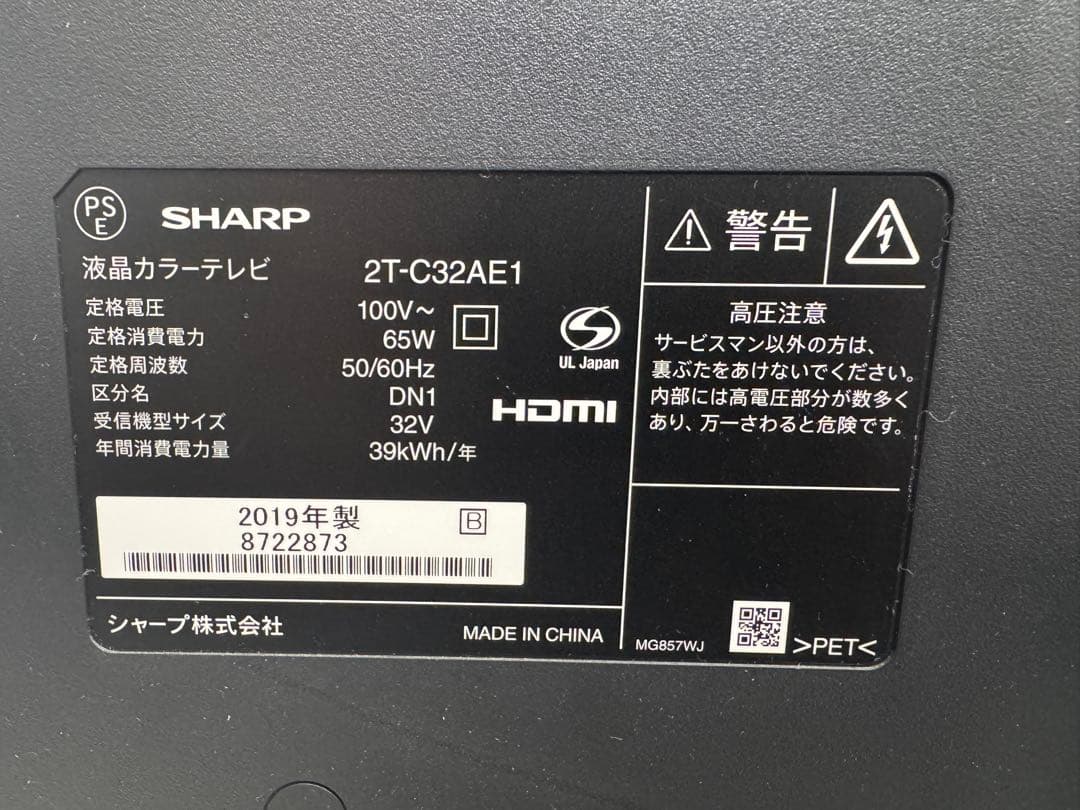 PSE
SHARP
液晶カラーテレビ 2T-C32AE1
定格電圧 100V～
定格消費電力 65W
定格周波数 50/60Hz
区分名 DN1
受信機型サイズ 32V
年間消費電力量 39kWh/年
UL Japan
HDMI
2019年製 B
8722873
シャープ株式会社
MADE IN CHINA
警告
高圧注意
サービスマン以外の方は、
裏ぶたをあけないでください。
内部には高電圧部分が数多く
あり、万一さわると危険です。
MG857WJ
>PET<